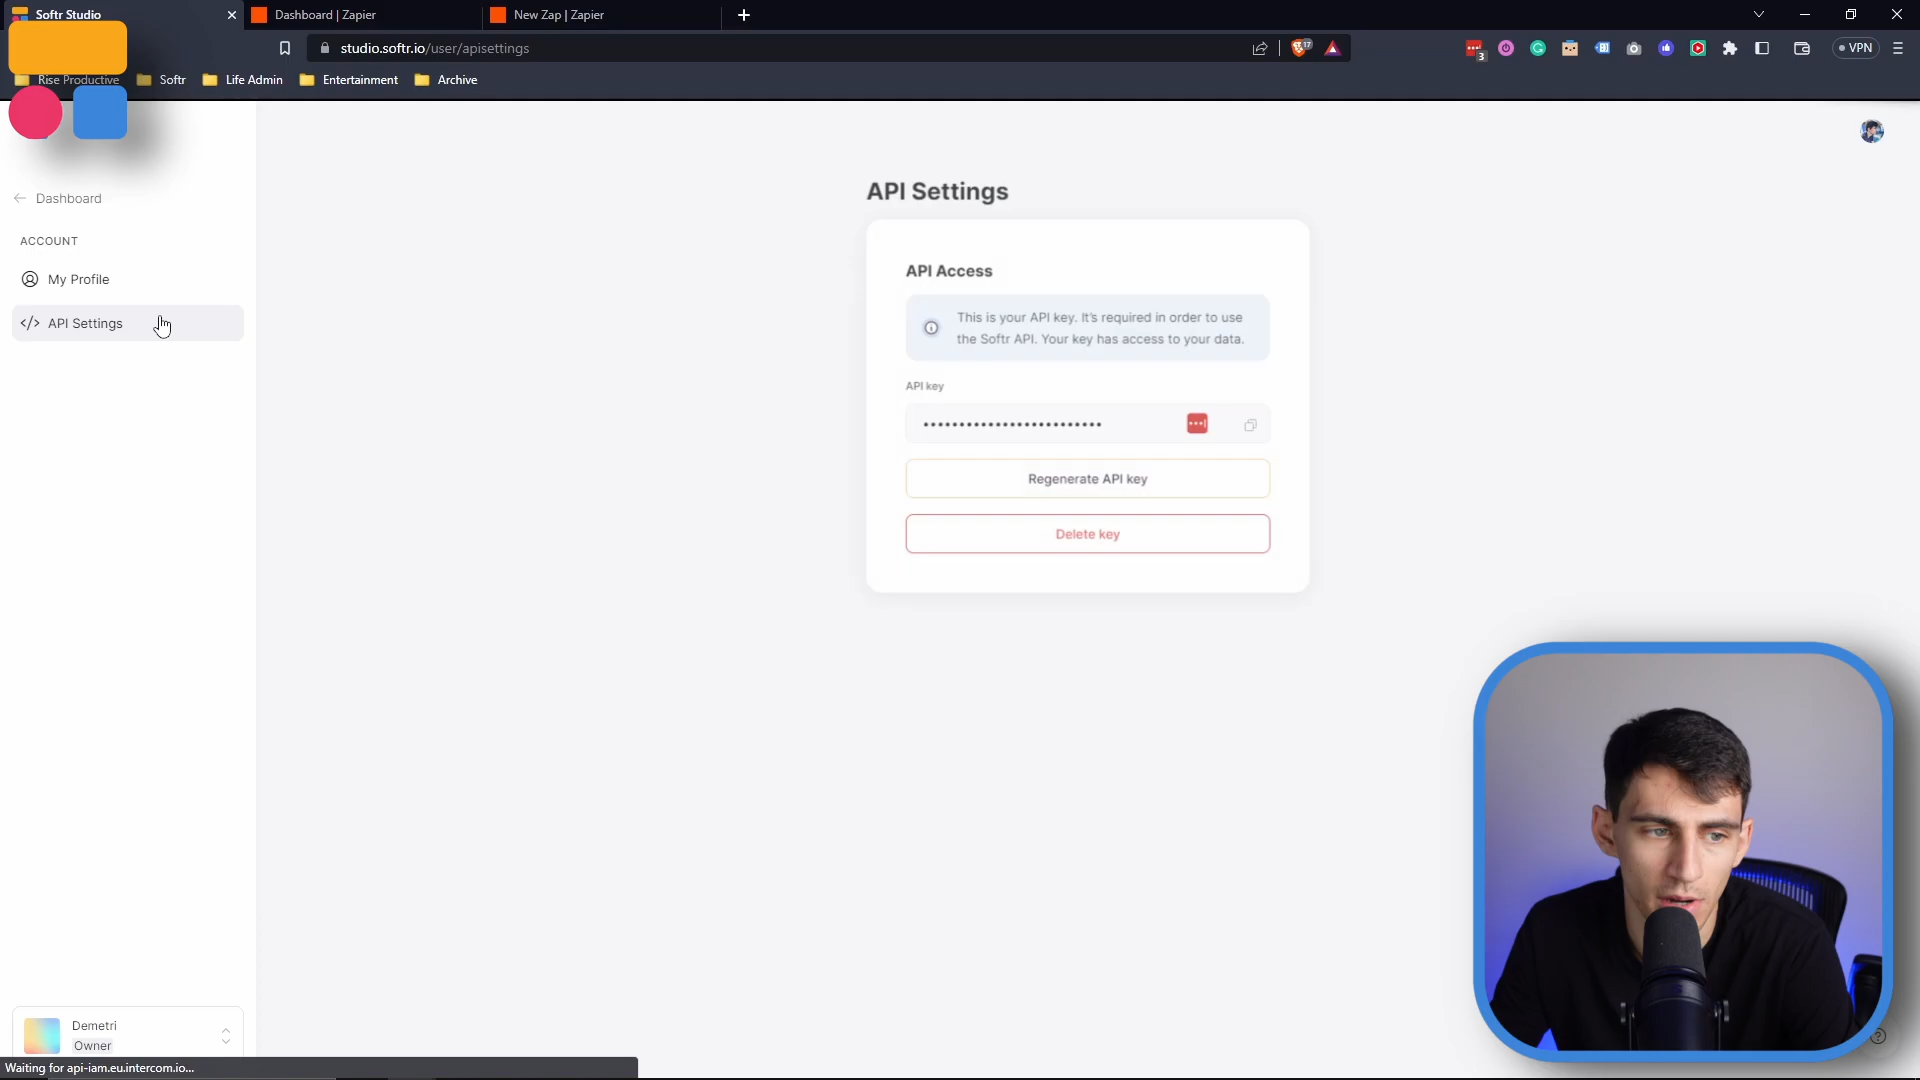 Softr Studio
Dashboard | Zapier
New Zap | Zapier
studio.softr.io/user/apisettings
17
3
VPN
Rise Productive
Softr
Life Admin
Entertainment
Archive
Dashboard
ACCOUNT
My Profile
</> API Settings
API Settings
API Access
This is your API key. It's required in order to use
the Softr API. Your key has access to your data.
API key
Regenerate API key
Delete key
Demetri
Owner
Waiting for api-iam.eu.intercom.io...